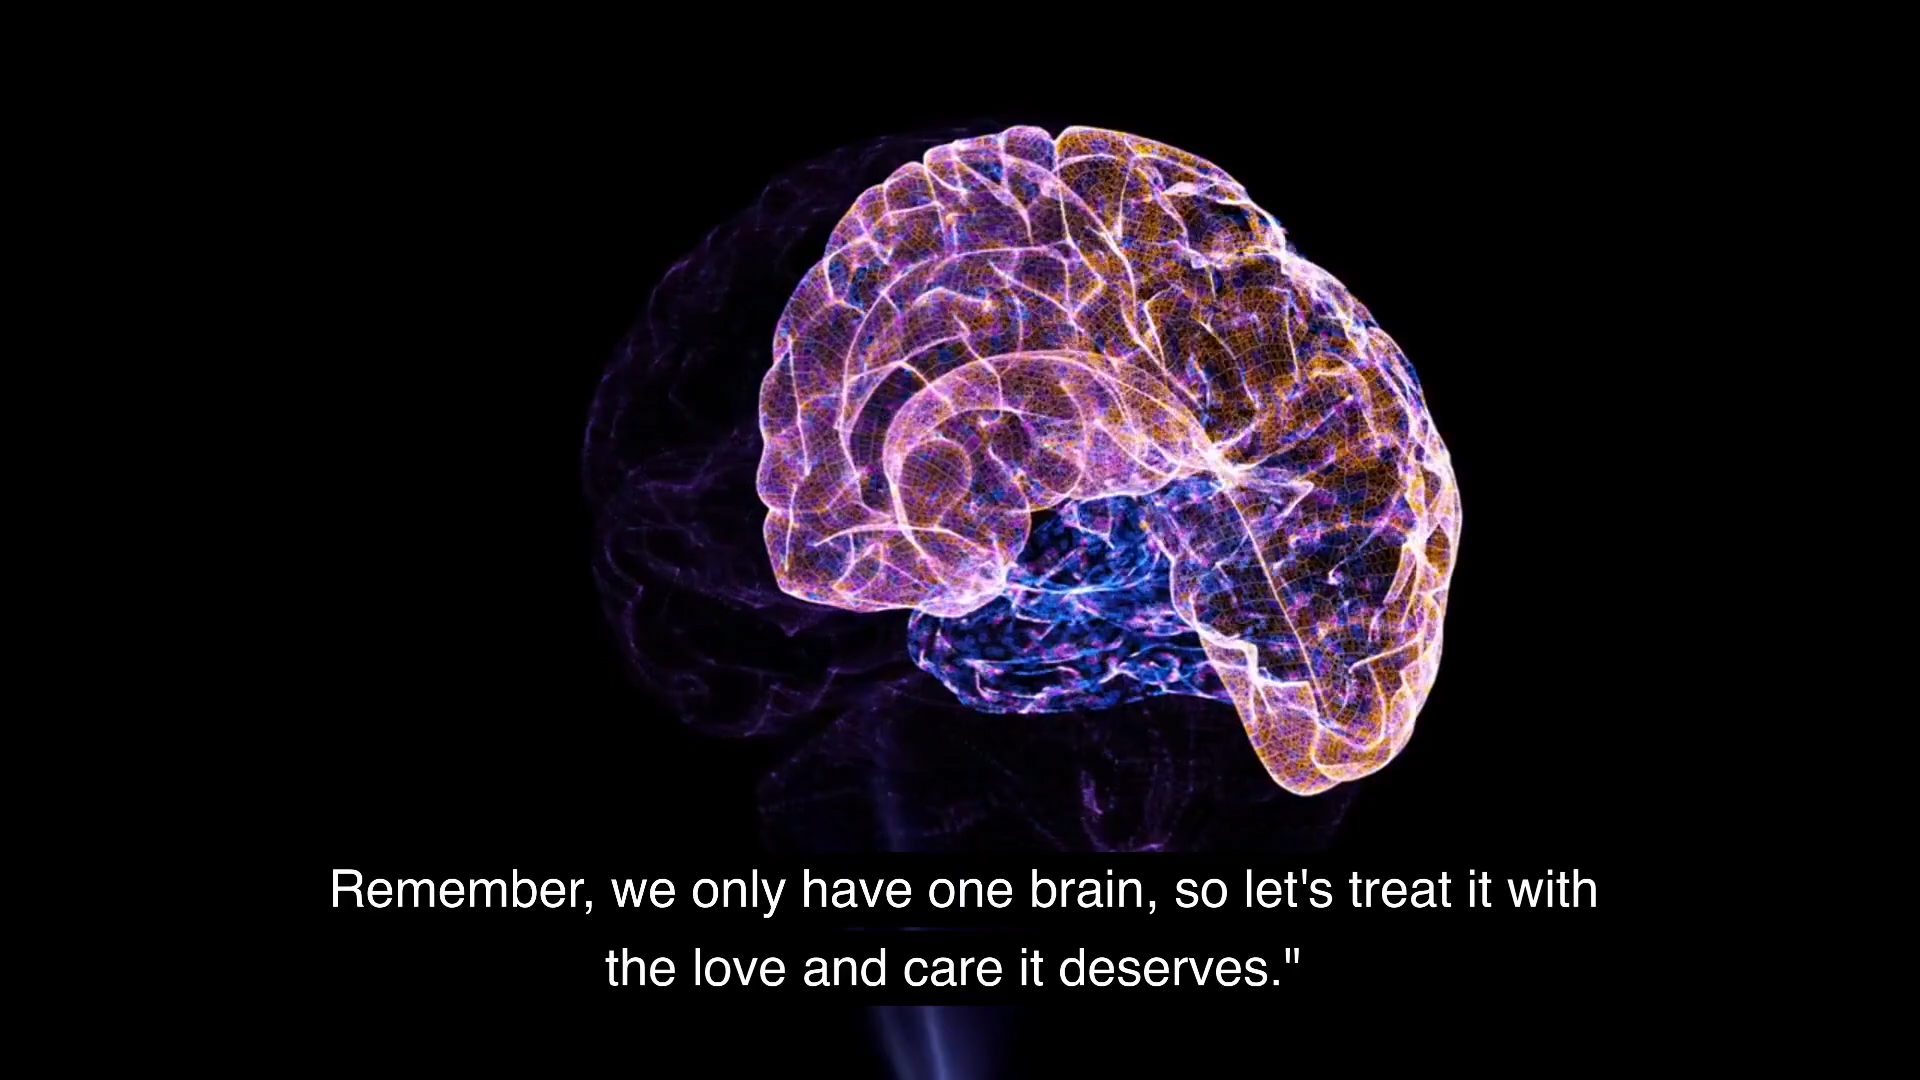 Remember, we only have one brain, so let's treat it with
the love and care it deserves."